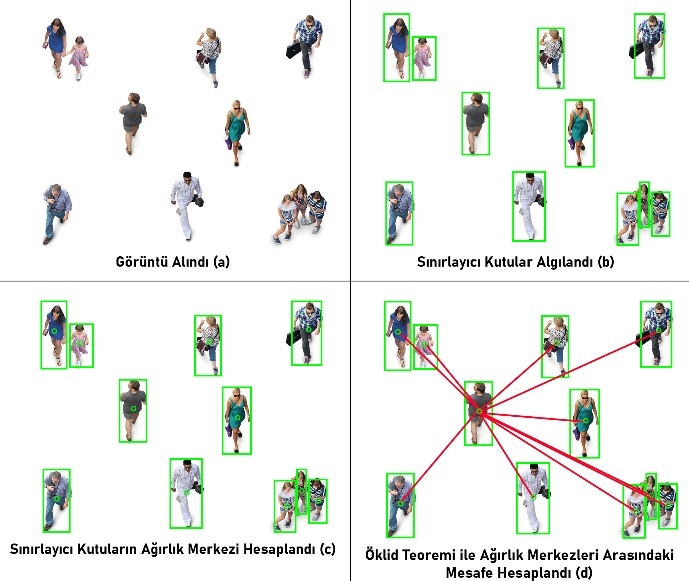 Görüntü Alındı (a)
Sınırlayıcı Kutular Algılandı (b)
Sınırlayıcı Kutuların Ağırlık Merkezi Hesaplandı (c)
Öklid Teoremi ile Ağırlık Merkezleri Arasındaki
Mesafe Hesaplandı (d)